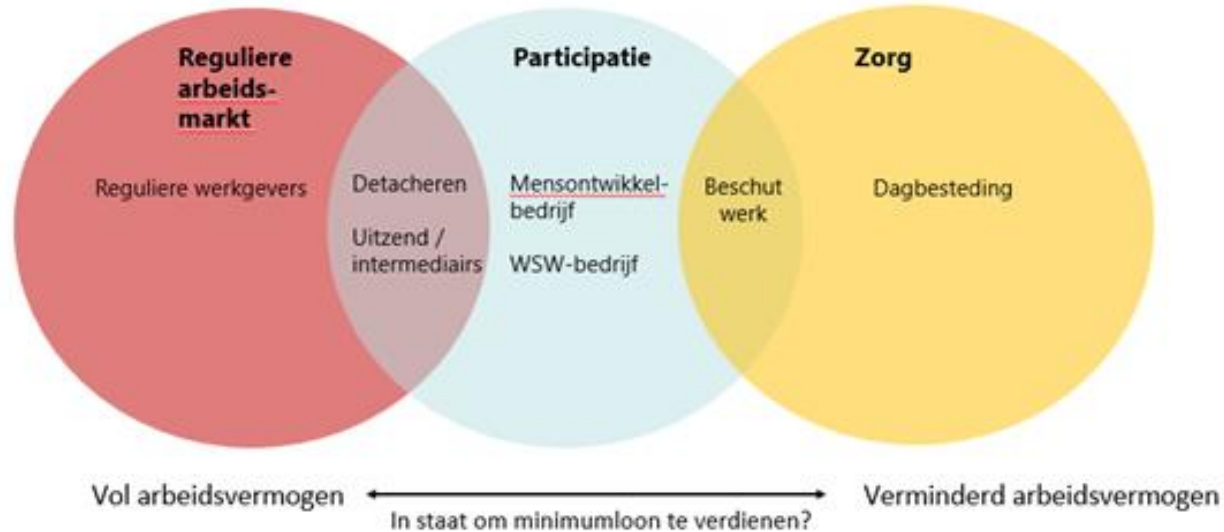 Reguliere
arbeids-
markt
Participatie
Zorg
Reguliere werkgevers
Detacheren
Uitzend /
intermediairs
Mensontwikkel-
bedrijf
WSW-bedrijf
Beschut
werk
Dagbesteding
Vol arbeidsvermogen
Verminderd arbeidsvermogen
In staat om minimumloon te verdienen?